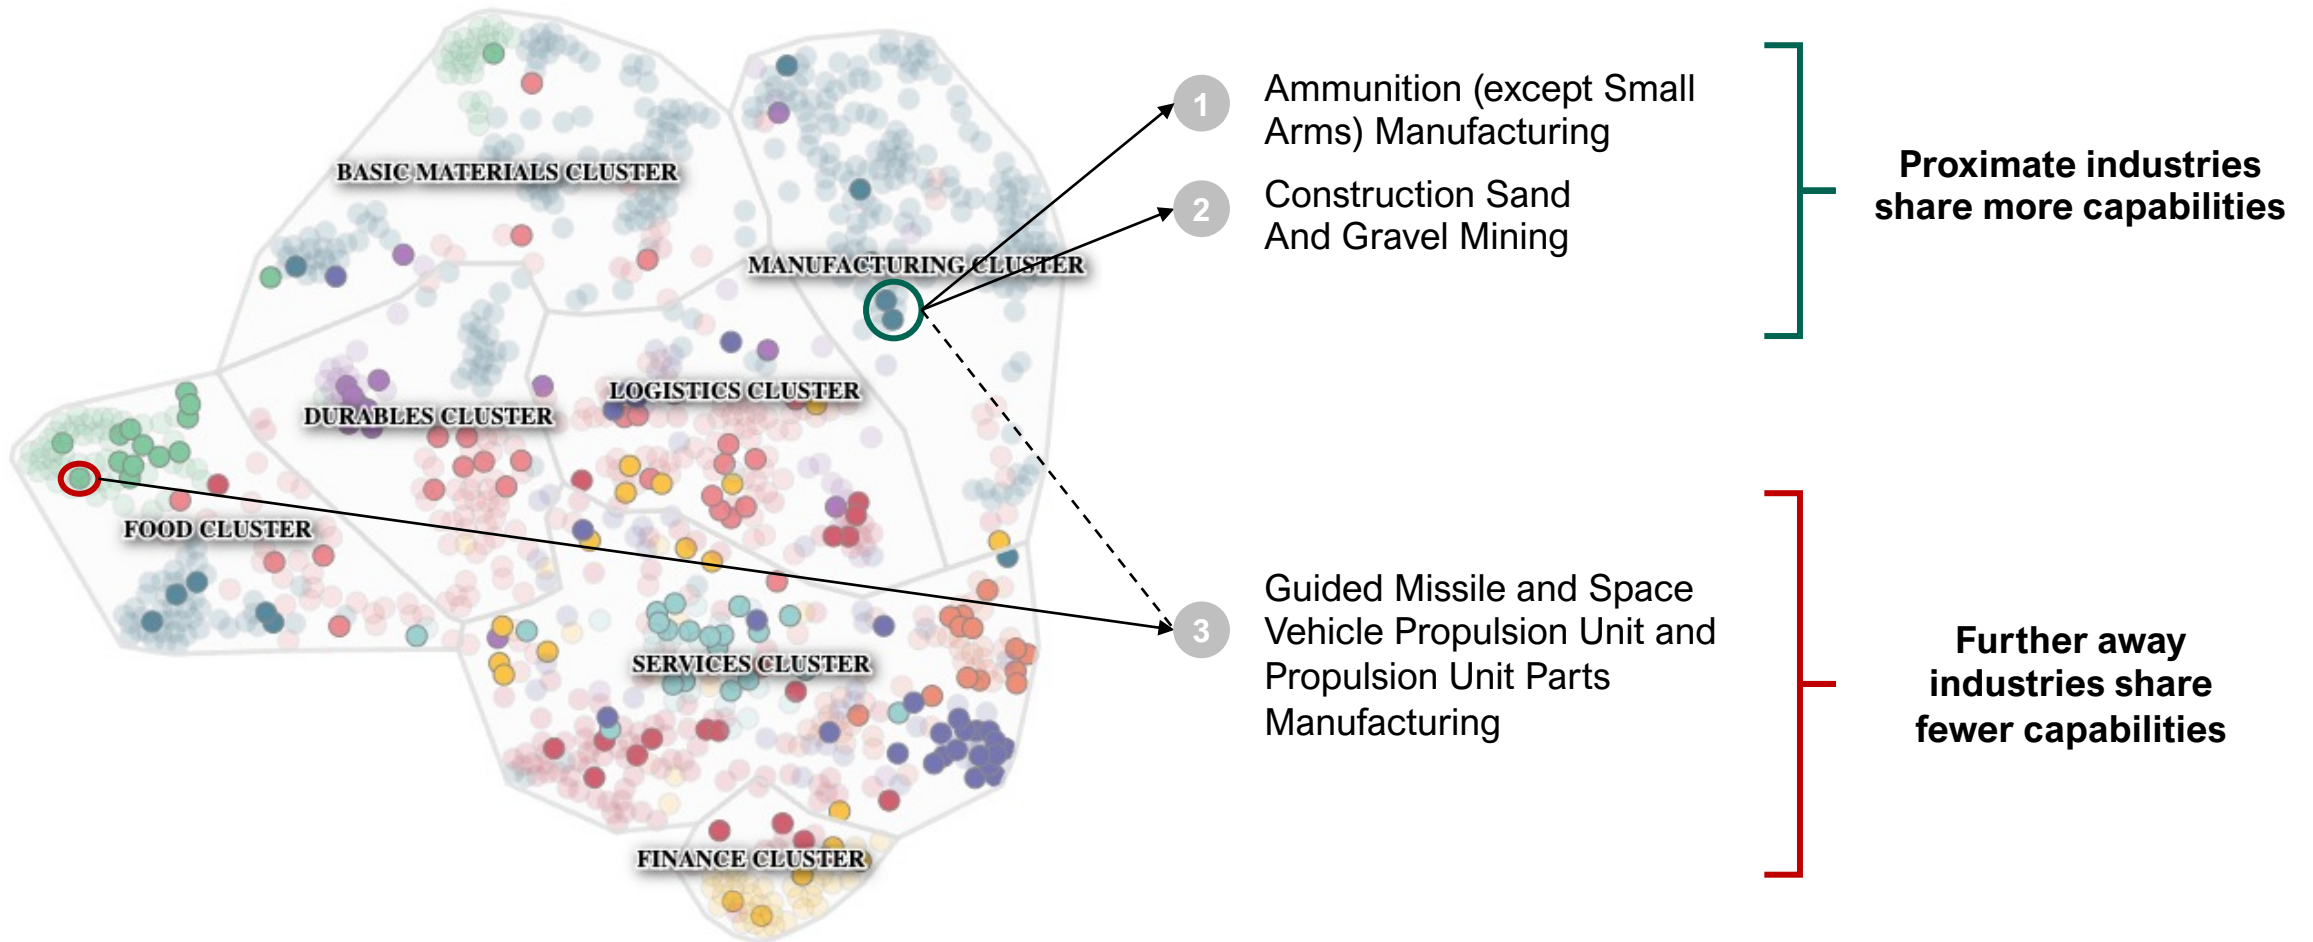 BASIC MATERIALS CLUSTER
MANUFACTURING CLUSTER
DURABLES CLUSTER
LOGISTICS CLUSTER
FOOD CLUSTER
SERVICES CLUSTER
FINANCE CLUSTER
1
Ammunition (except Small
Arms) Manufacturing
2
Construction Sand
And Gravel Mining
Proximate industries
share more capabilities
3
Guided Missile and Space
Vehicle Propulsion Unit and
Propulsion Unit Parts
Manufacturing
Further away
industries share
fewer capabilities